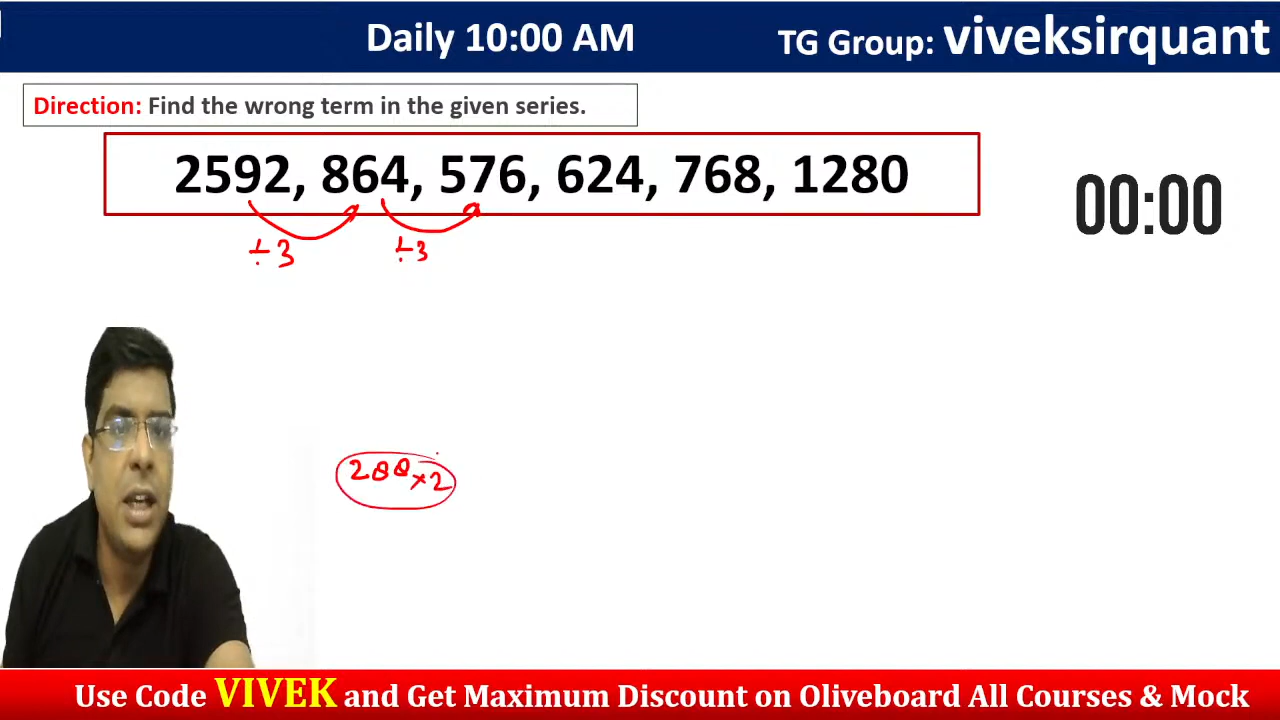 Daily 10:00 AM
TG Group: viveksirquant
Direction: Find the wrong term in the given series.
2592, 864, 576, 624, 768, 1280
00:00
÷3 ÷3
288×2
Use Code VIVEK and Get Maximum Discount on Oliveboard All Courses & Mock